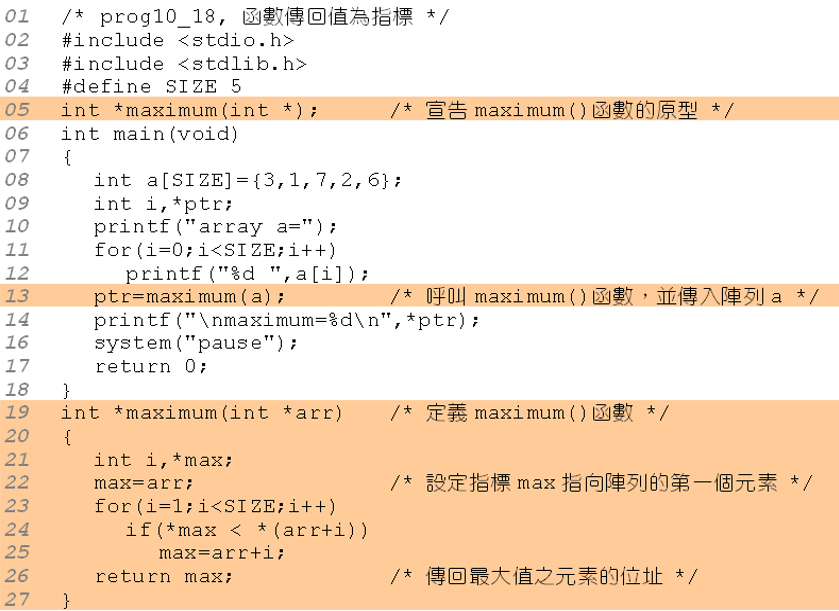 01 /* prog10_18, 函數傳回值為指標 */
02 #include <stdio.h>
03 #include <stdlib.h>
04 #define SIZE 5
05 int *maximum(int *); /* 宣告 maximum()函數的原型 */
06 int main(void)
07 {
08 int a[SIZE]={3,1,7,2,6};
09 int i,*ptr;
10 printf("array a=");
11 for(i=0;i<SIZE;i++)
12 printf("%d ",a[i]);
13 ptr=maximum(a); /* 呼叫 maximum()函數，並傳入陣列 a */
14 printf("\nmaximum=%d\n",*ptr);
16 system("pause");
17 return 0;
18 }
19 int *maximum(int *arr) /* 定義 maximum()函數 */
20 {
21 int i,*max;
22 max=arr; /* 設定指標 max 指向陣列的第一個元素 */
23 for(i=1;i<SIZE;i++)
24 if(*max < *(arr+i))
25 max=arr+i;
26 return max; /* 傳回最大值之元素的位址 */
27 }